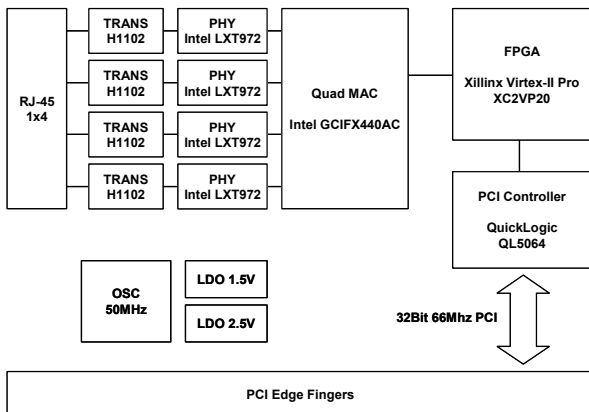 RJ-45
1x4
TRANS
H1102
PHY
Intel LXT972
TRANS
H1102
PHY
Intel LXT972
TRANS
H1102
PHY
Intel LXT972
TRANS
H1102
PHY
Intel LXT972
Quad MAC
Intel GCIFX440AC
FPGA
Xillinx Virtex-II Pro
XC2VP20
PCI Controller
QuickLogic
QL5064
OSC
50MHz
LDO 1.5V
LDO 2.5V
32Bit 66Mhz PCI
PCI Edge Fingers